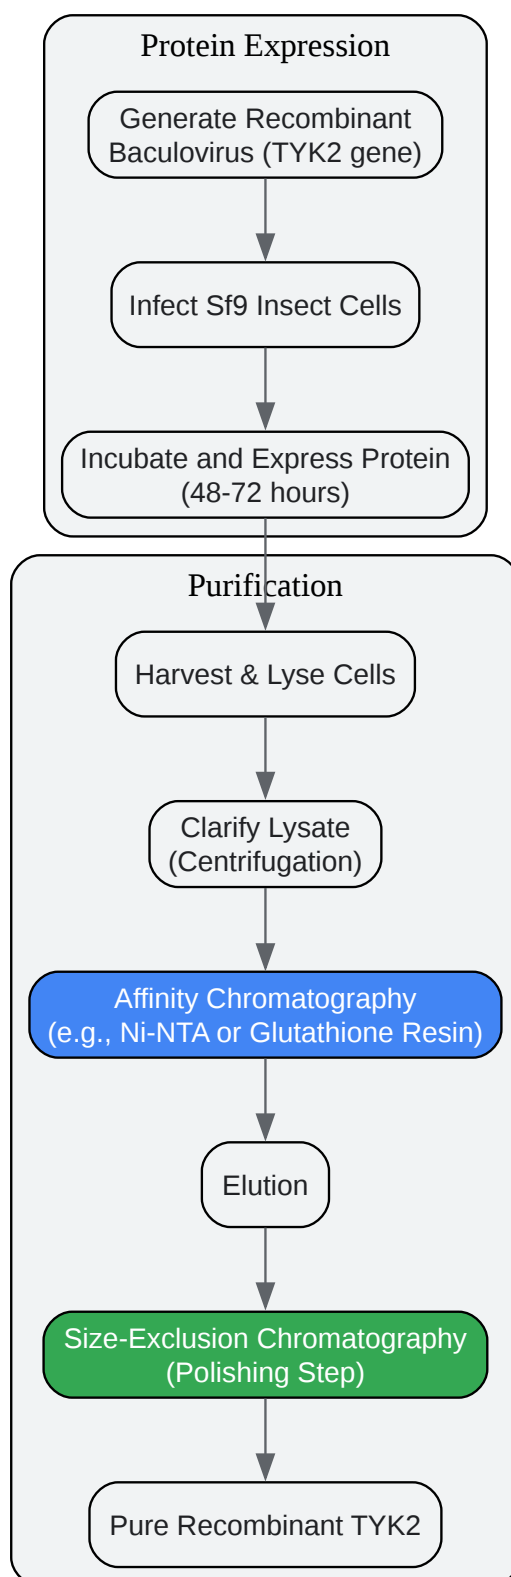 Protein Expression
Generate Recombinant
Baculovirus (TYK2 gene)
Infect Sf9 Insect Cells
Incubate and Express Protein
(48-72 hours)
Purification
Harvest & Lyse Cells
Clarify Lysate
(Centrifugation)
Affinity Chromatography
(e.g., Ni-NTA or Glutathione Resin)
Elution
Size-Exclusion Chromatography
(Polishing Step)
Pure Recombinant TYK2